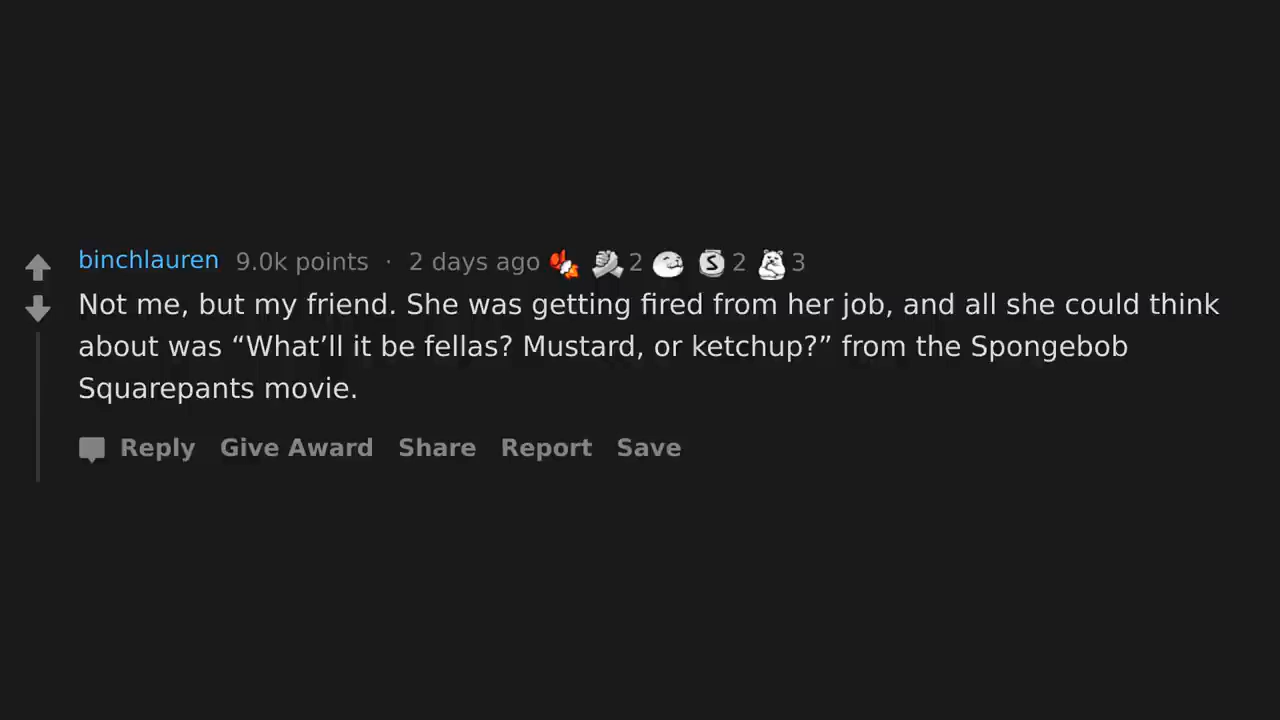 binchlauren 9.0k points · 2 days ago 2 S 2 3
Not me, but my friend. She was getting fired from her job, and all she could think
about was “What’ll it be fellas? Mustard, or ketchup?” from the Spongebob
Squarepants movie.
Reply Give Award Share Report Save